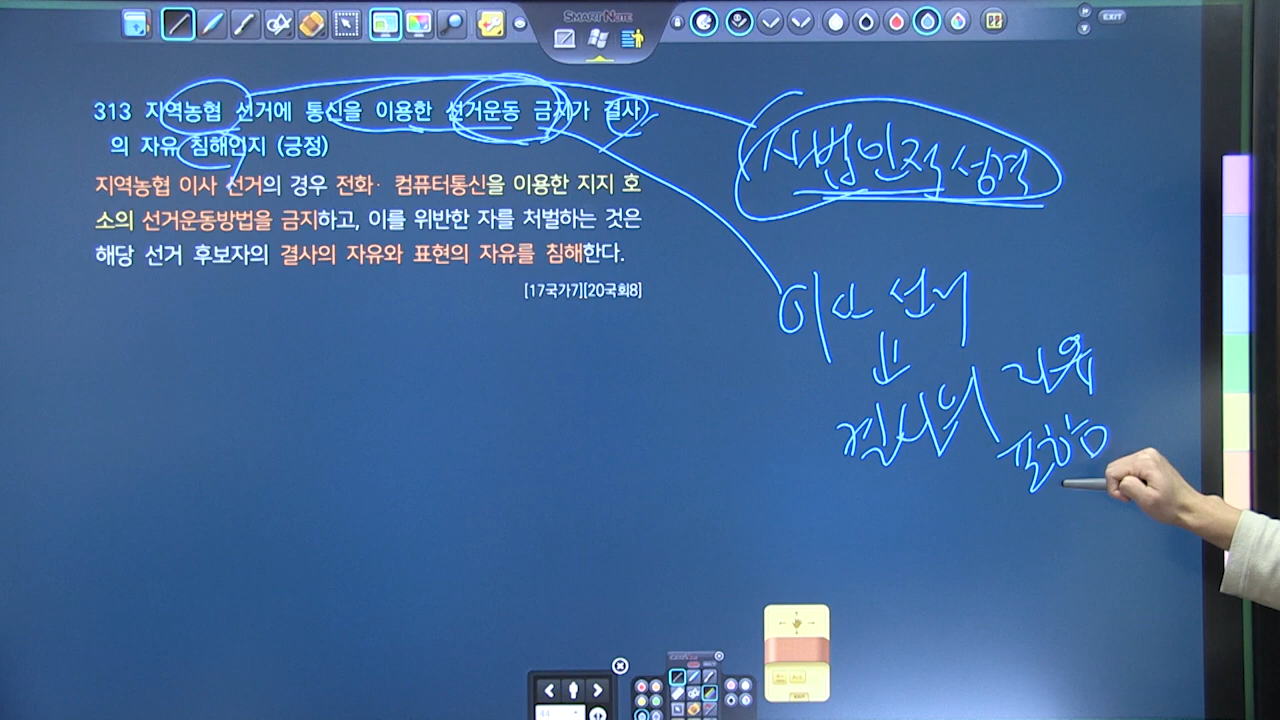 SMARTNOTE
EXIT
313 지역농협 선거에 통신을 이용한 선거운동 금지가 결사
의 자유 침해인지 (긍정)
지역농협 이사 선거의 경우 전화· 컴퓨터통신을 이용한 지지 호
소의 선거운동방법을 금지하고, 이를 위반한 자를 처벌하는 것은
해당 선거 후보자의 결사의 자유와 표현의 자유를 침해한다.
[17국가7][20국회8]
사법인적 성격
이사 선거
결사의 자유
포함